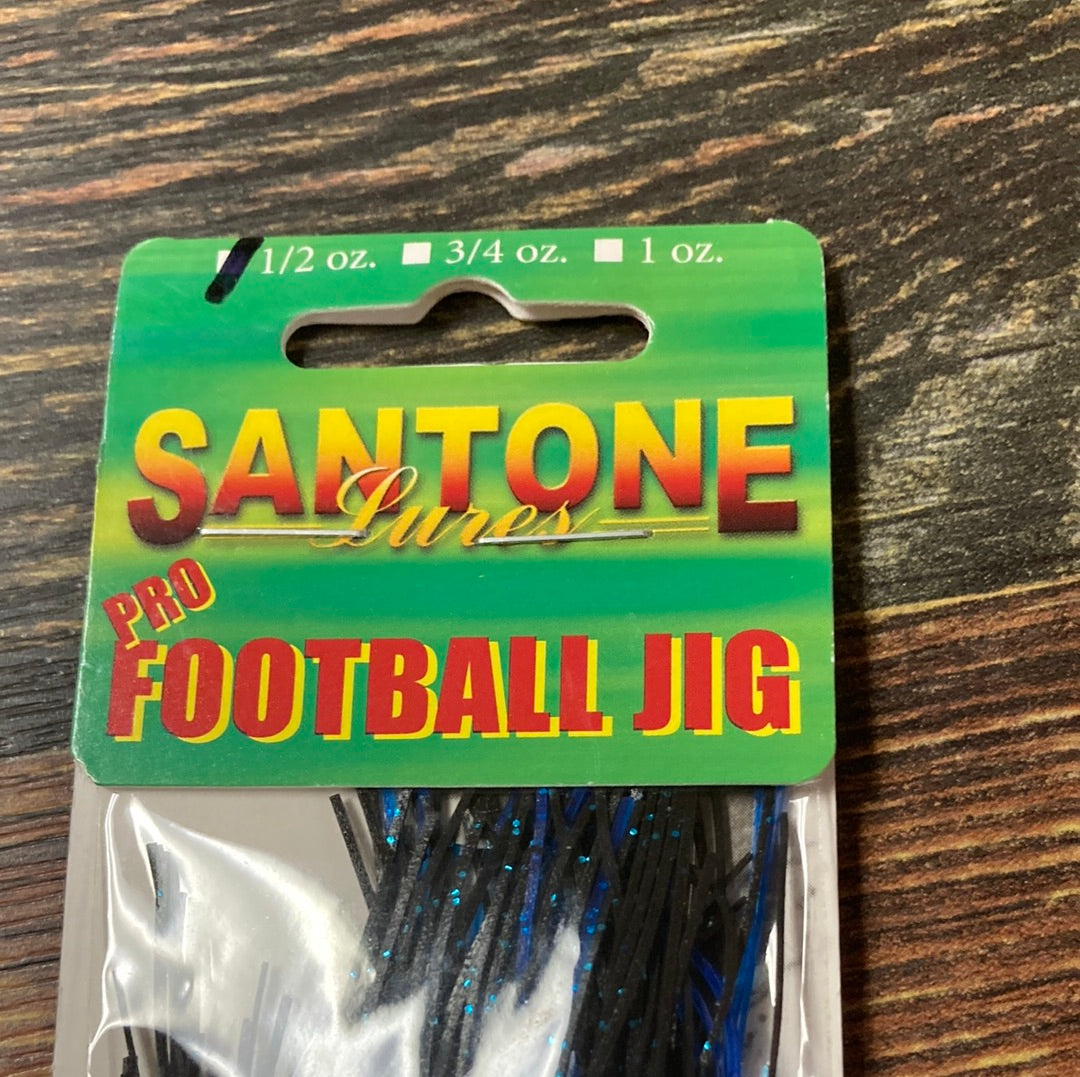 1/2 oz. 3/4 oz. 1 oz.
SANTONE
Lures
PRO
FOOTBALL JIG